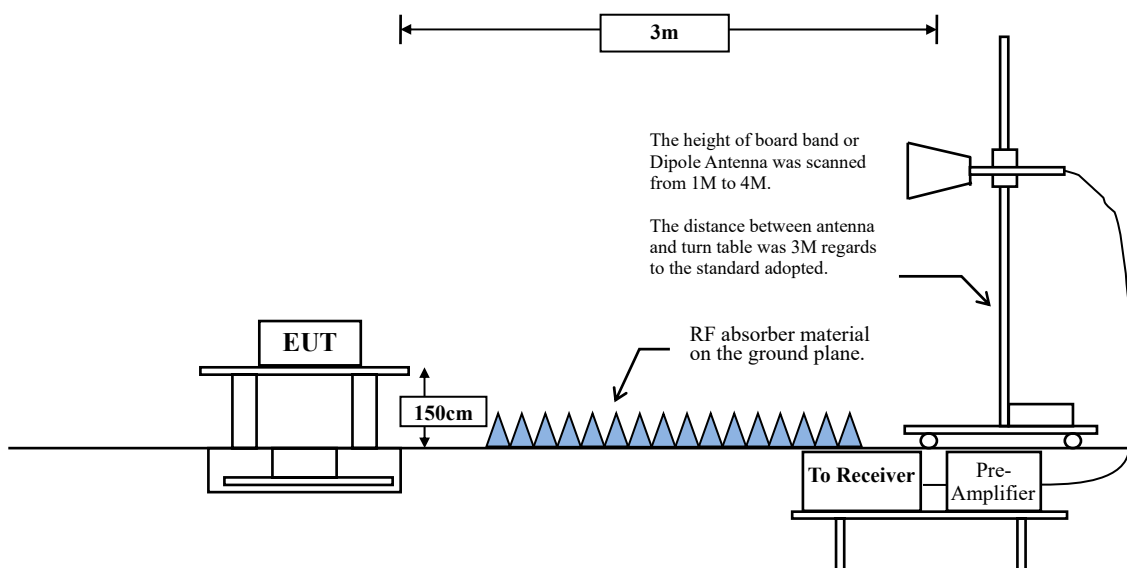 3m
The height of board band or
Dipole Antenna was scanned
from 1M to 4M.
The distance between antenna
and turn table was 3M regards
to the standard adopted.
EUT
RF absorber material
on the ground plane.
150cm
To Receiver
Pre-
Amplifier